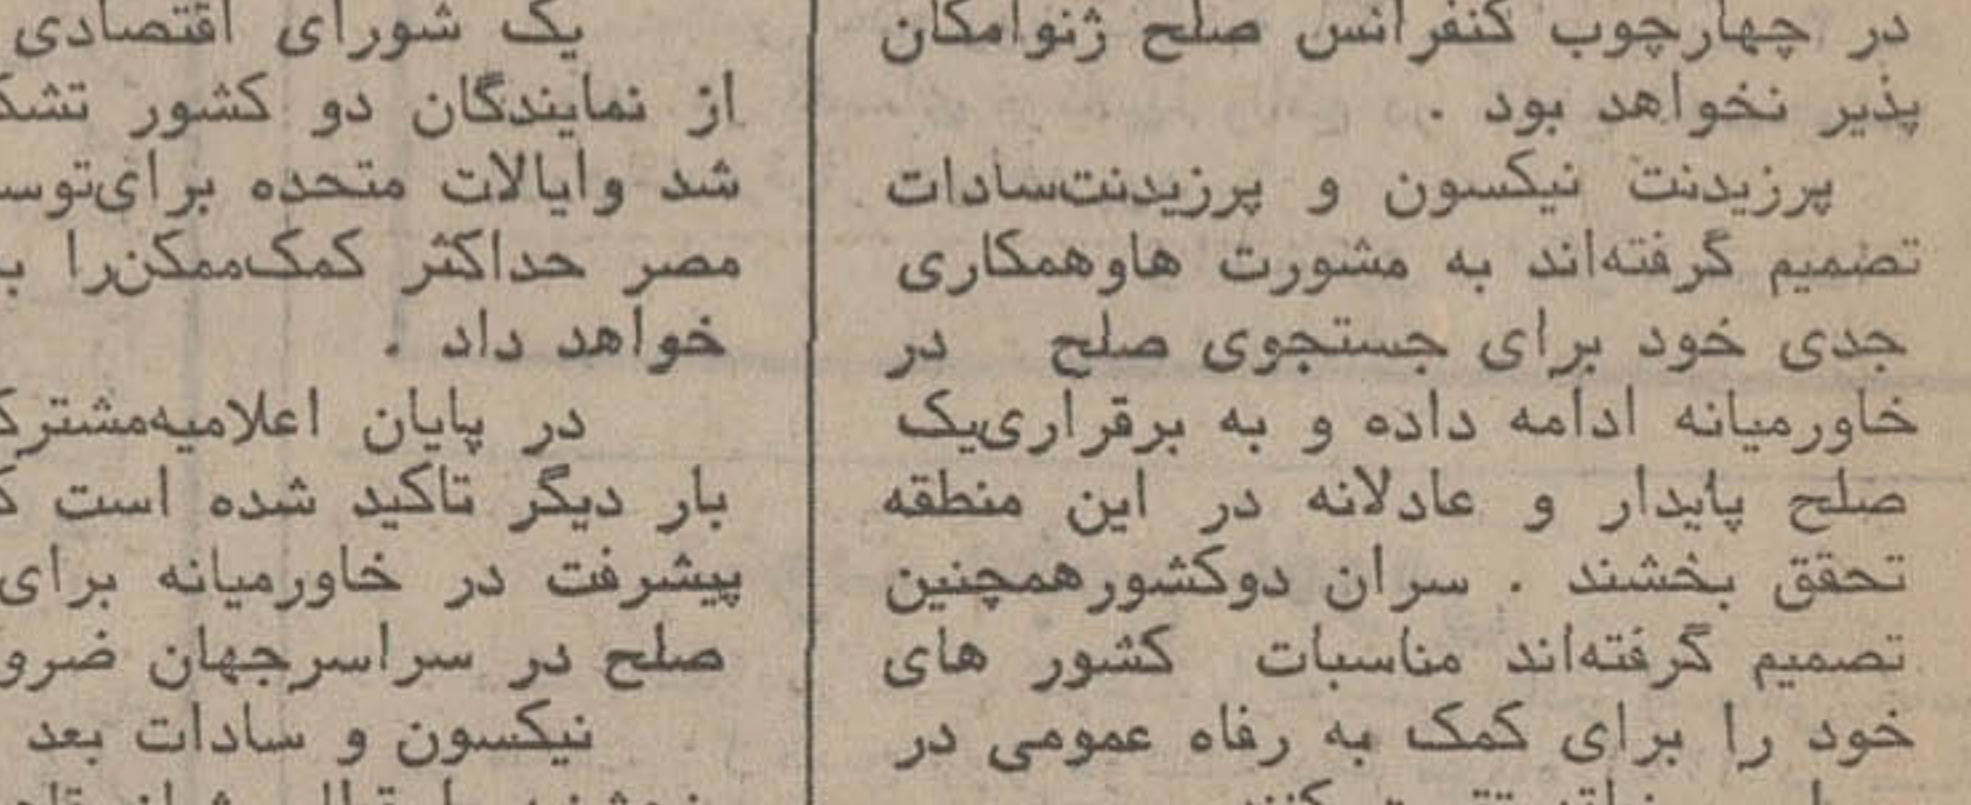 در چهارچوب کنفرانس صلح ژنوامکان
پذیر نخواهد بود .
پرزیدنت نیکسون و پرزیدنت‌سادات
تصمیم گرفته‌اند به مشورت هاوهمکاری
جدی خود برای جستجوی صلح در
خاورمیانه ادامه داده و به برقراری‌یک
صلح پایدار و عادلانه در این منطقه
تحقق بخشند . سران دوکشورهمچنین
تصمیم گرفته‌اند مناسبات کشور های
خود را برای کمک به رفاه عمومی در
یک شورای اقتصادی
از نمایندگان دو کشور
شد وایالات متحده برای
مصر حداکثر کمک‌ممکن‌را
خواهد داد .
در پایان اعلامیه‌مشترک
بار دیگر تاکید شده است
پیشرفت در خاورمیانه برای
صلح در سراسرجهان
نیکسون و سادات بعد